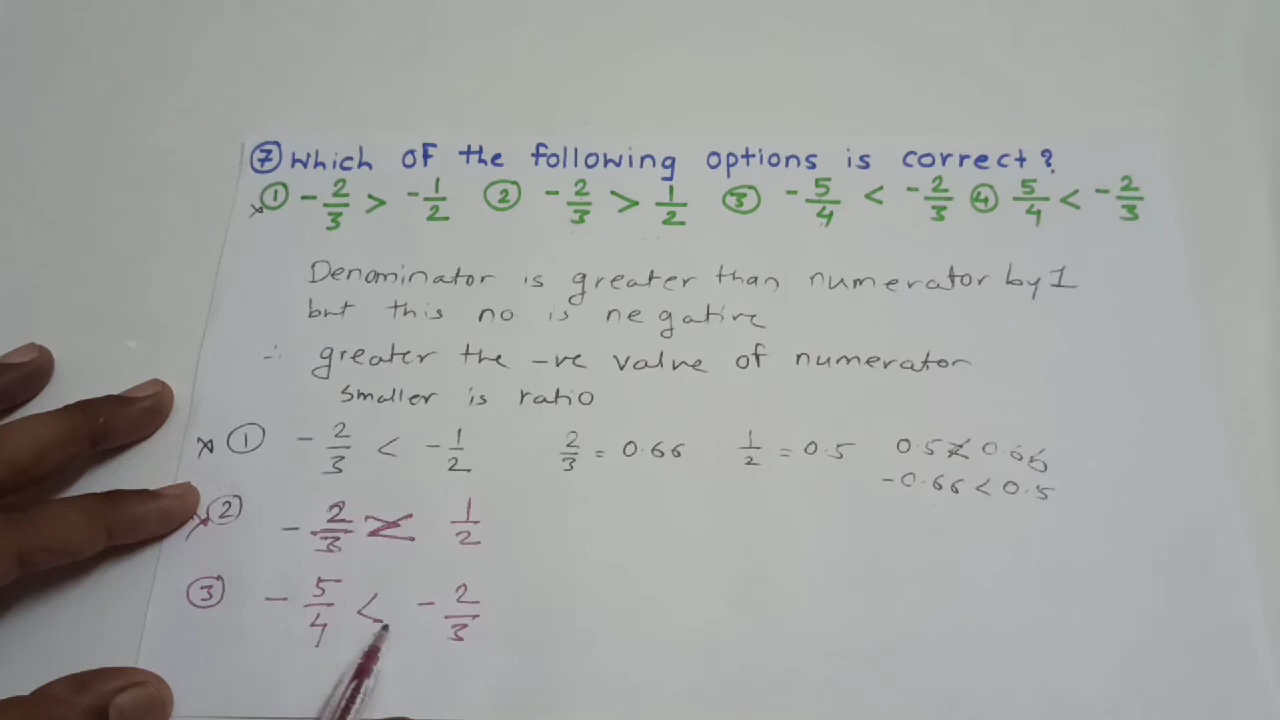 ⑦ Which OF the following options is correct?
× ① -2/3 > -1/2 ② -2/3 > 1/2 ③ -5/4 < -2/3 ④ 5/4 < -2/3
Denominator is greater than numerator by 1
but this no is negative
∴ greater the -ve value of numerator
smaller is ratio
× ① -2/3 < -1/2 2/3 = 0.66 1/2 = 0.5 0.5 < 0.66
-0.66 < 0.5
× ② -2/3 1/2
③ -5/4 < -2/3